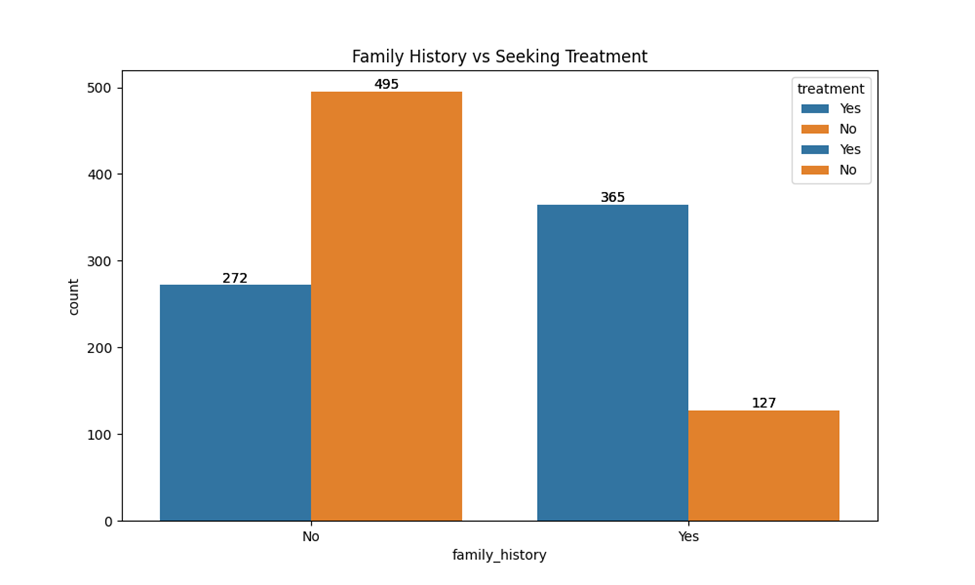 Family History vs Seeking Treatment
treatment
Yes
No
Yes
No
500
400
300
200
100
0
count
272
495
365
127
No
Yes
family_history